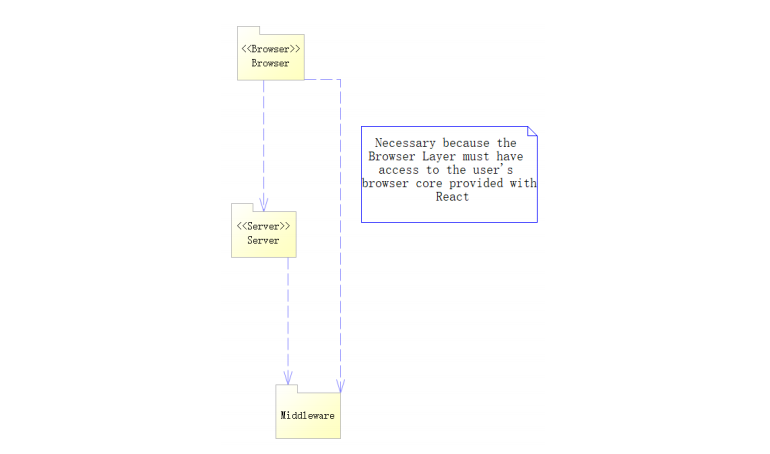 <<Browser>>
Browser
Necessary because the
Browser Layer must have
access to the user's
browser core provided with
React
<<Server>>
Server
Middleware